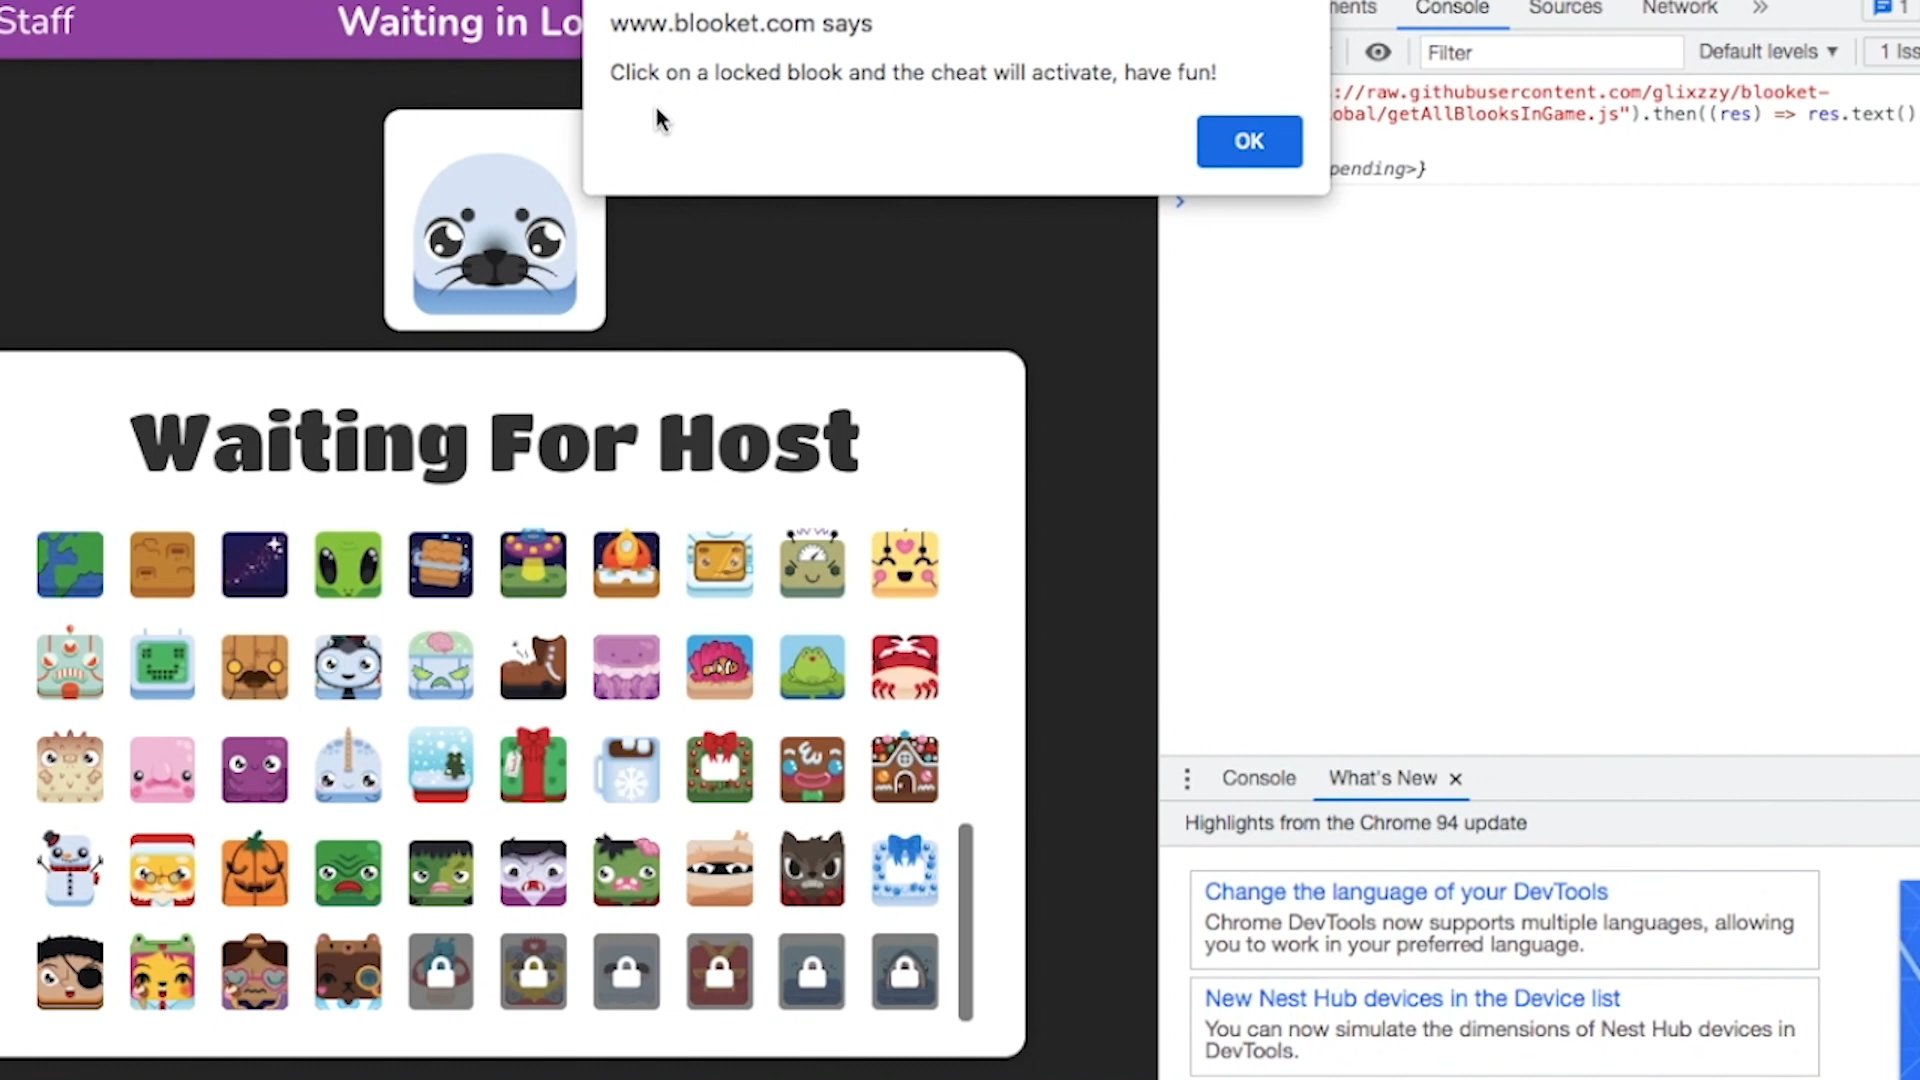 Staff
Waiting in Lo
www.blooket.com says
Click on a locked blook and the cheat will activate, have fun!
OK
Waiting For Host
nents
Console
Sources
Network
1
Filter
Default levels ▼
1 Iss
://raw.githubusercontent.com/glixzzy/blooket-
obal/getAllBlooksInGame.js").then((res) => res.text()
pending>}
Console
What's New
Highlights from the Chrome 94 update
Change the language of your DevTools
Chrome DevTools now supports multiple languages, allowing
you to work in your preferred language.
New Nest Hub devices in the Device list
You can now simulate the dimensions of Nest Hub devices in
DevTools.